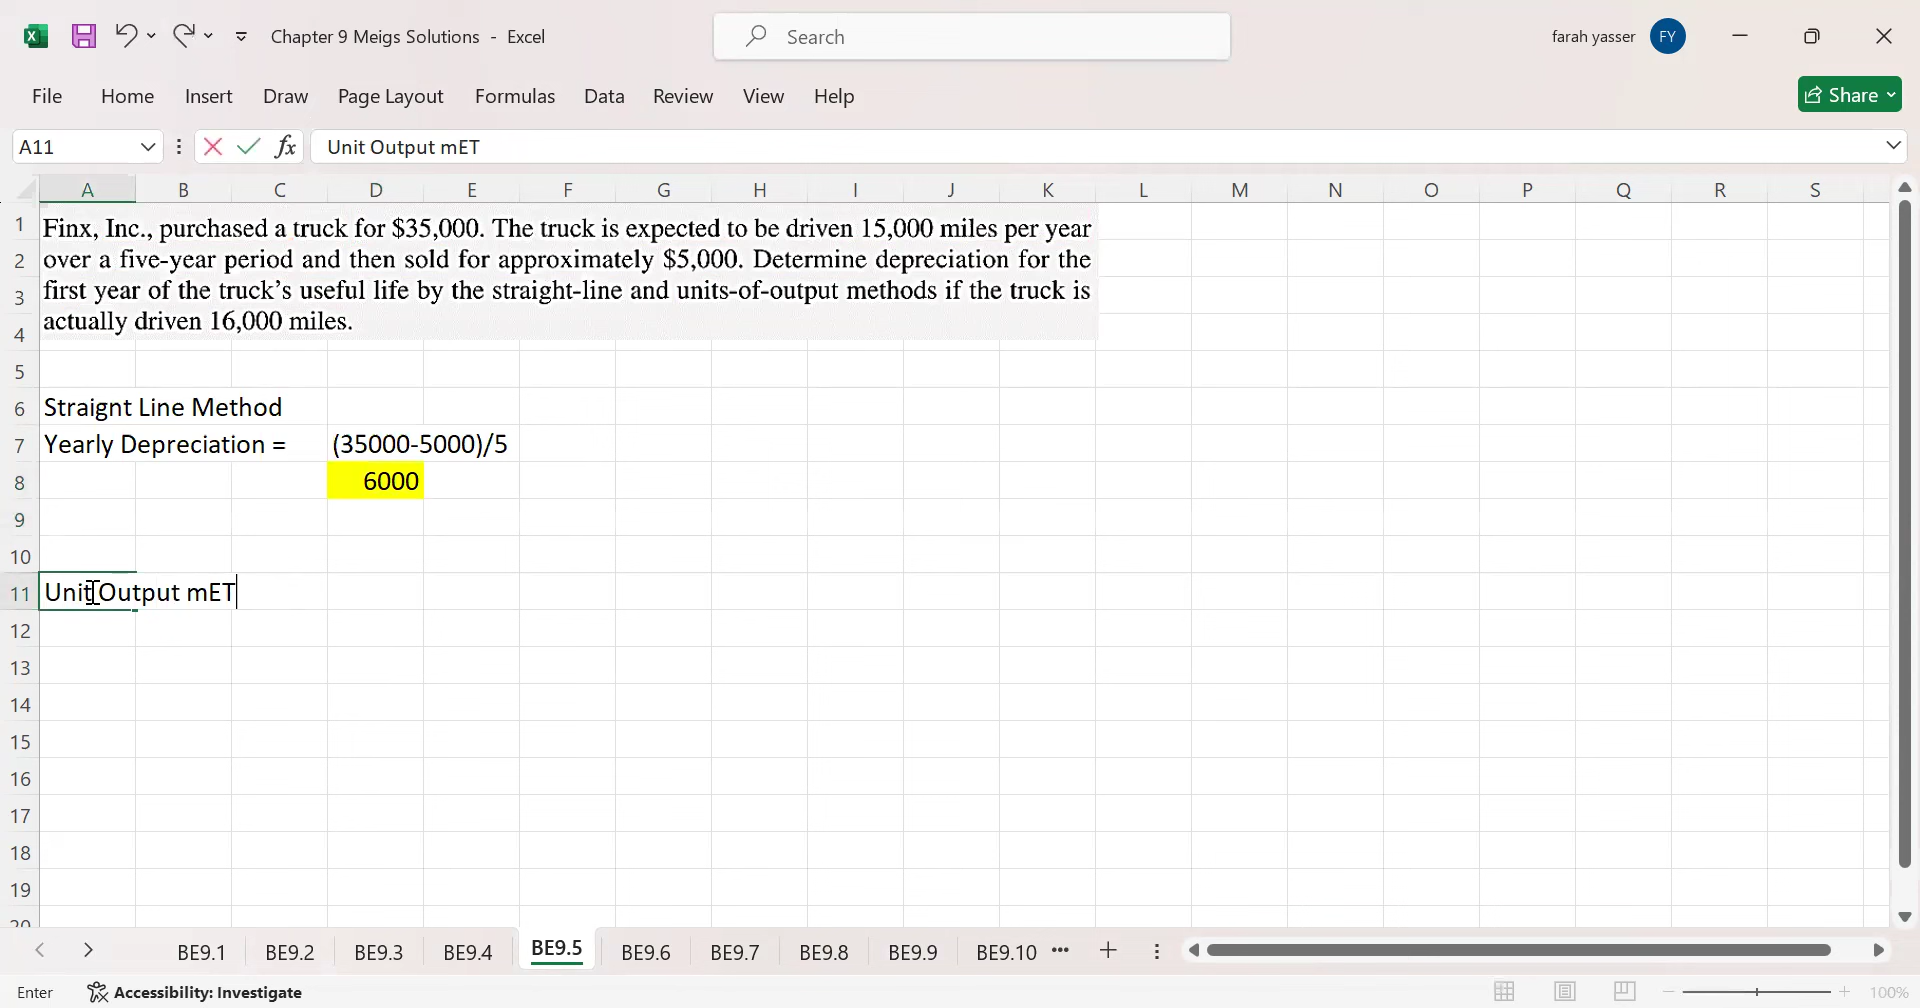 Chapter 9 Meigs Solutions - Excel
Search
farah yasser FY
File Home Insert Draw Page Layout Formulas Data Review View Help
Share
A11 fx Unit Output mET
A B C D E F G H I J K L M N O P Q R S
1
2
3
4
Finx, Inc., purchased a truck for $35,000. The truck is expected to be driven 15,000 miles per year
over a five-year period and then sold for approximately $5,000. Determine depreciation for the
first year of the truck's useful life by the straight-line and units-of-output methods if the truck is
actually driven 16,000 miles.
5
6 Straignt Line Method
7 Yearly Depreciation = (35000-5000)/5
8 6000
9
10
11 Unit Output mET
12
13
14
15
16
17
18
19
20
BE9.1 BE9.2 BE9.3 BE9.4 BE9.5 BE9.6 BE9.7 BE9.8 BE9.9 BE9.10 ••• +
Enter Accessibility: Investigate 100%